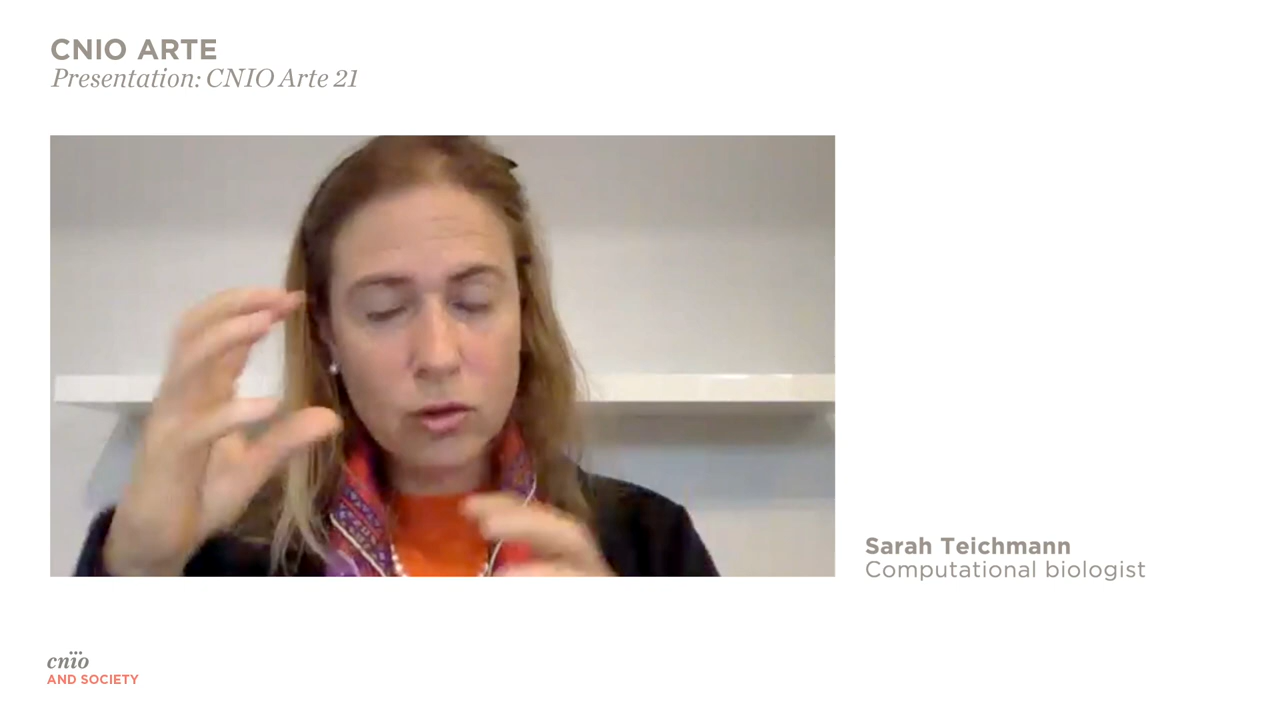 CNIO ARTE
Presentation: CNIO Arte 21
Sarah Teichmann
Computational biologist
cnio
AND SOCIETY